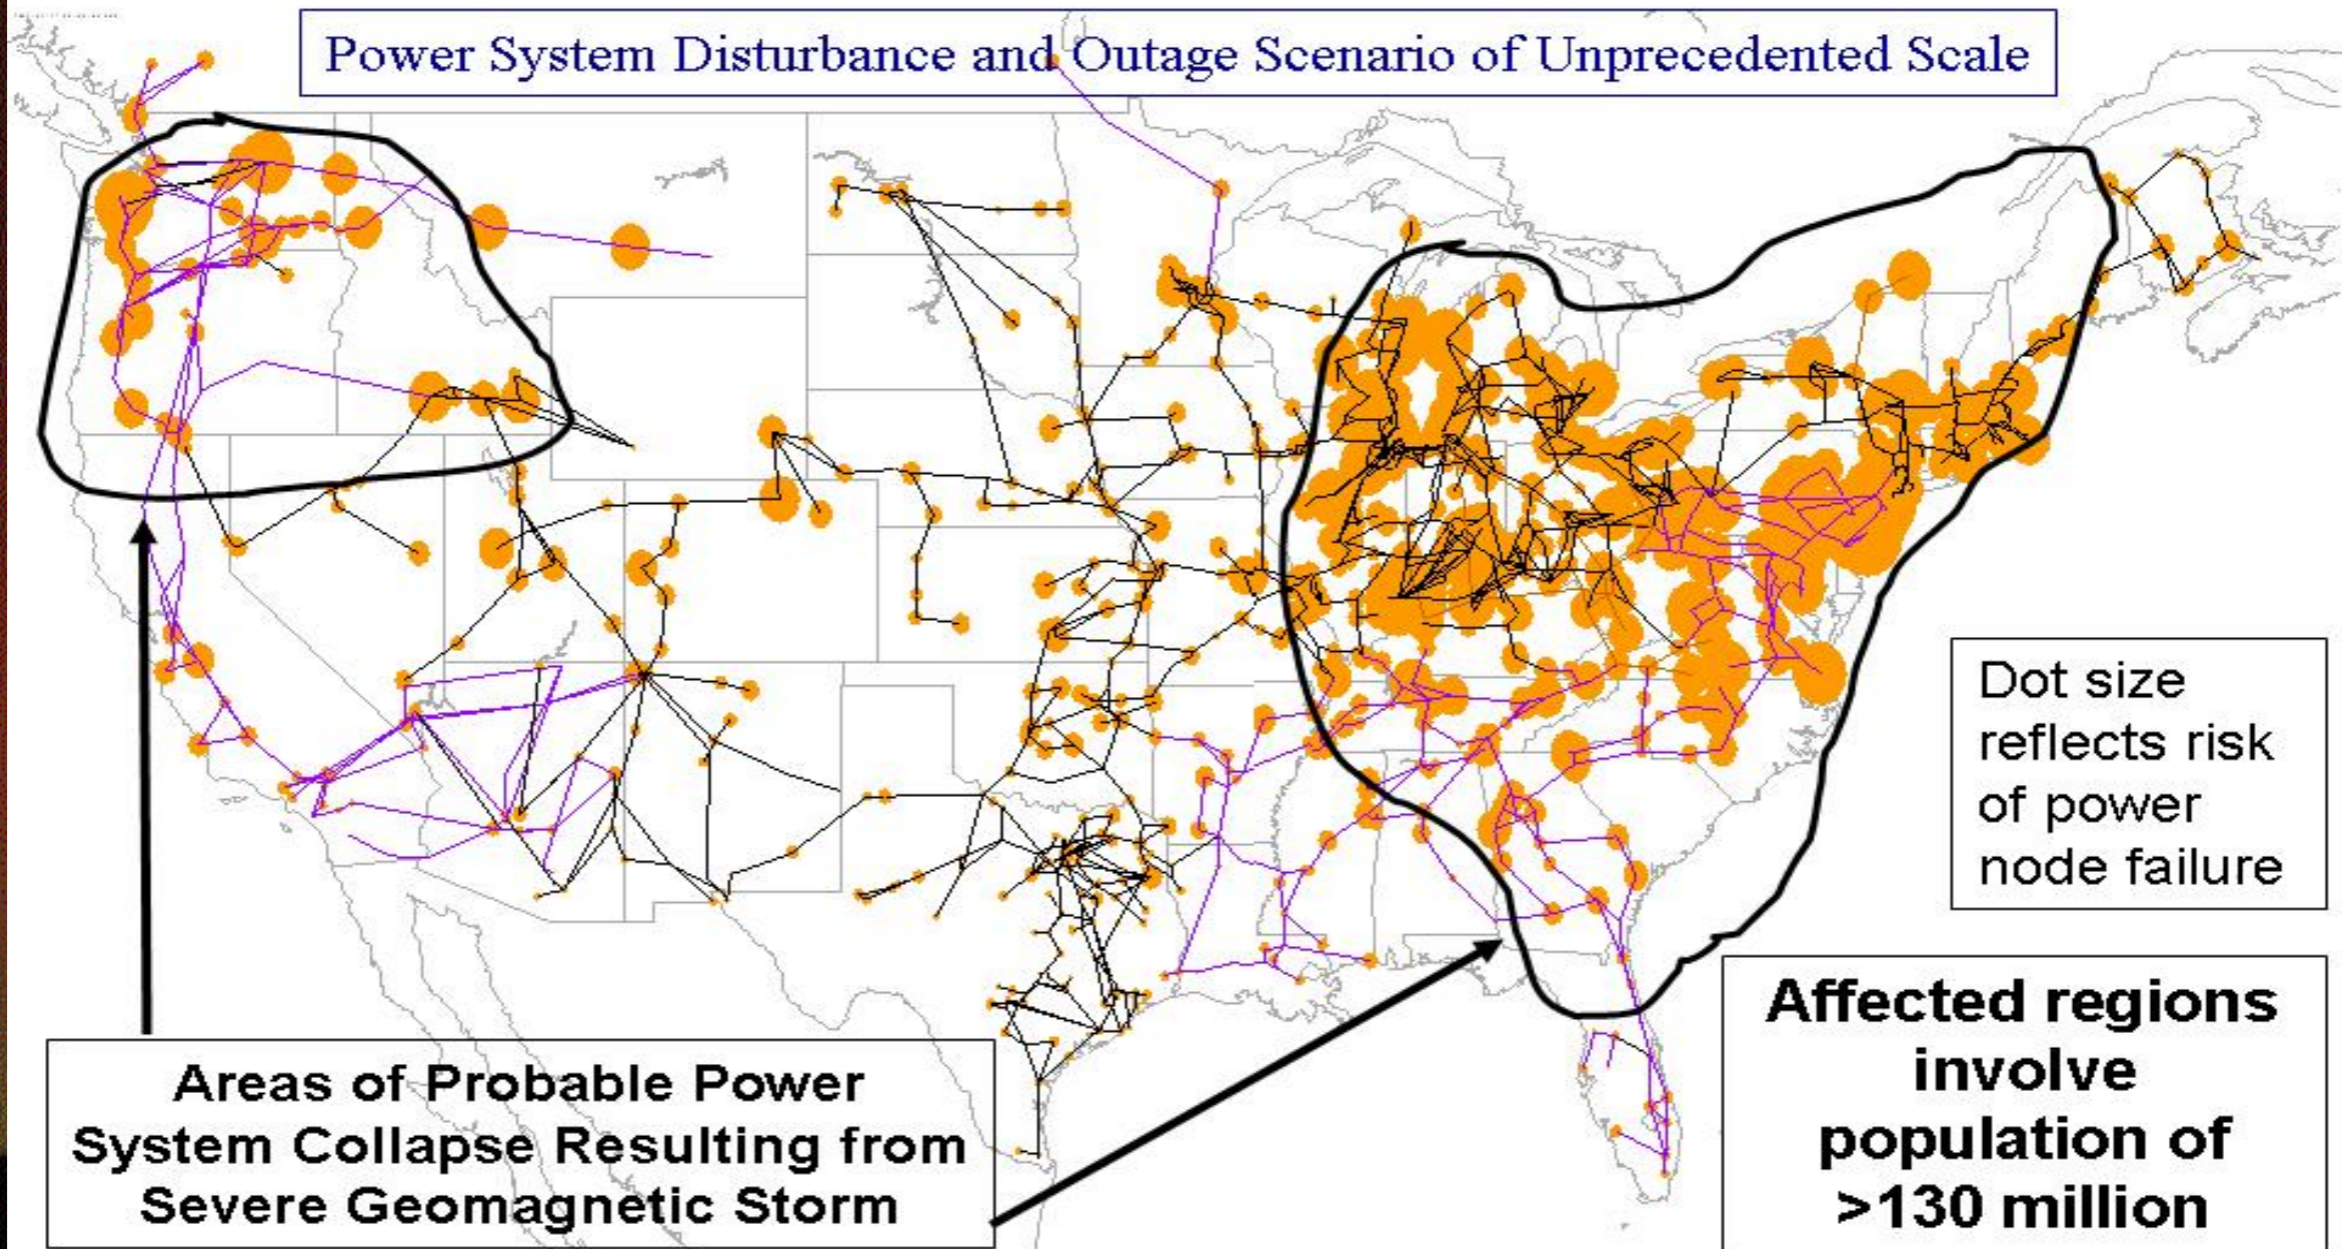 Power System Disturbance and Outage Scenario of Unprecedented Scale
Dot size
reflects risk
of power
node failure
Areas of Probable Power
System Collapse Resulting from
Severe Geomagnetic Storm
Affected regions
involve
population of
>130 million